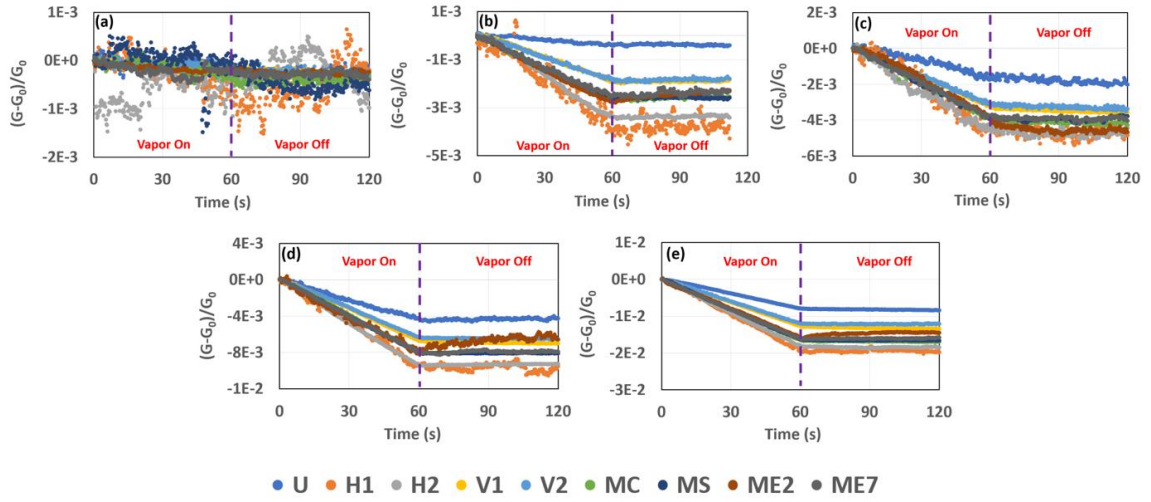 (a)
1E-3
0E+0
-1E-3
2E-3
(G-G0)/G0
Vapor On
Vapor Off
0 30 60 90 120
Time (s)
(b)
1E-3
-1E-3
-3E-3
-5E-3
(G-G0)/G0
Vapor On
Vapor Off
0 30 60 90 120
Time (s)
(c)
2E-3
0E+0
-2E-3
-4E-3
-6E-3
(G-G0)/G0
Vapor On
Vapor Off
0 30 60 90 120
Time (s)
(d)
4E-3
0E+0
-4E-3
-8E-3
-1E-2
(G-G0)/G0
Vapor On
Vapor Off
0 30 60 90 120
Time (s)
(e)
1E-2
0E+0
-1E-2
-2E-2
-3E-2
(G-G0)/G0
Vapor On
Vapor Off
0 30 60 90 120
Time (s)
U H1 H2 V1 V2 MC MS ME2 ME7